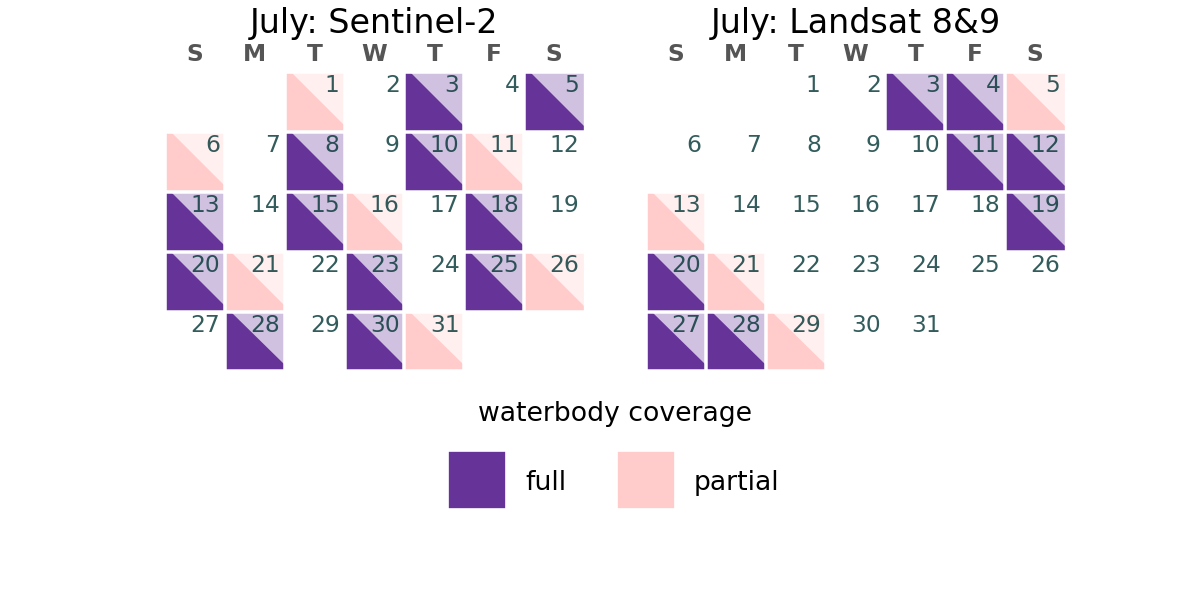 July: Sentinel-2
S M T W T F S
1 2 3 4 5
6 7 8 9 10 11 12
13 14 15 16 17 18 19
20 21 22 23 24 25 26
27 28 29 30 31
July: Landsat 8&9
S M T W T F S
1 2 3 4 5
6 7 8 9 10 11 12
13 14 15 16 17 18 19
20 21 22 23 24 25 26
27 28 29 30 31
waterbody coverage
full partial